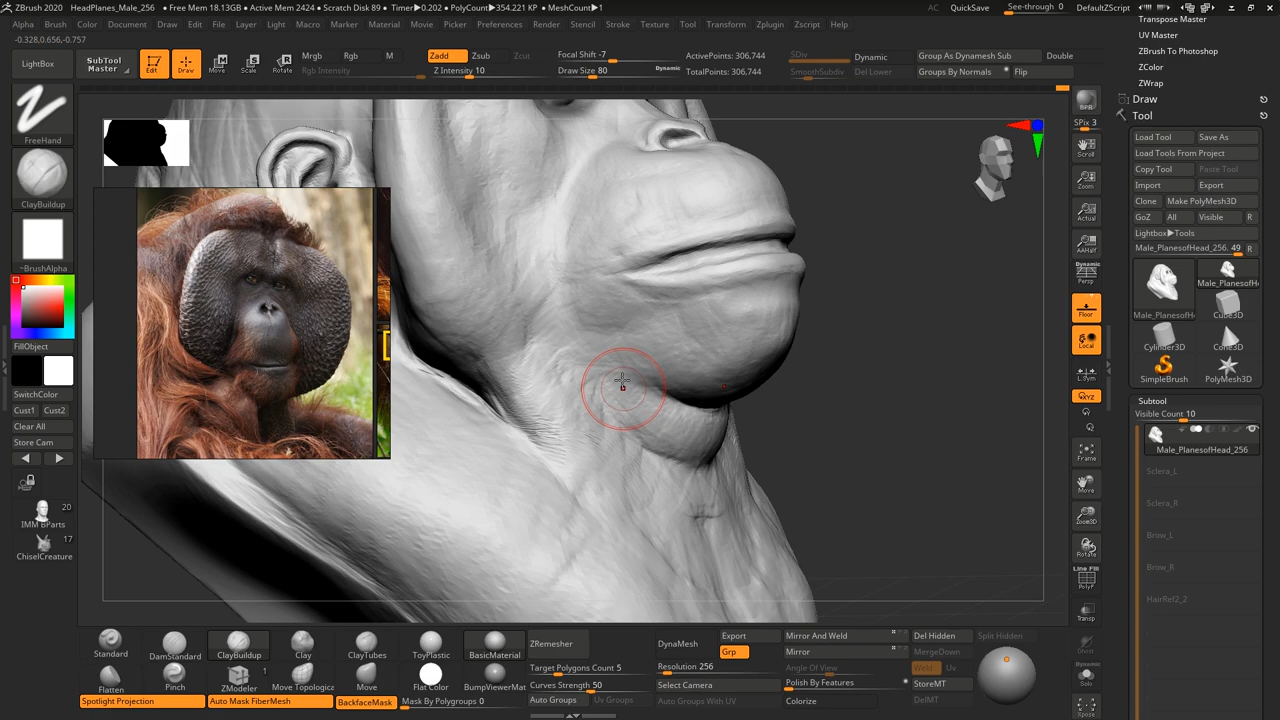 ZBrush 2020 HeadPlanes_Male_256 • Free Mem 18.13GB • Active Mem 2424 • Scratch Disk 89 • Timer▶0.202 • PolyCount▶354.221 KP • MeshCount▶1 AC QuickSave See-through 0 DefaultZScript
Alpha Brush Color Document Draw Edit File Layer Light Macro Marker Material Movie Picker Preferences Render Stencil Stroke Texture Tool Transform Zplugin Zscript Help
-0.328,0.656,-0.757
LightBox
SubTool Master
Edit Draw Move Scale Rotate
Mrgb Rgb M
Rgb Intensity
Zadd Zsub Zcut
Z Intensity 10
Focal Shift -7
Draw Size 80 Dynamic
ActivePoints: 306,744
TotalPoints: 306,744
SDiv
SmoothSubdiv
Dynamic
Del Lower
Group As Dynamesh Sub Double
Groups By Normals Flip
FreeHand
ClayBuildup
~BrushAlpha
FillObject
SwitchColor
Cust1 Cust2
Clear All
Store Cam
20
IMM BParts
17
ChiselCreature
BPR
SPix 3
Scroll
Zoom
Actual
AAHalf
Dynamic
Persp
Floor
Local
L.Sym
XYZ
Frame
Move
Zoom3D
Rotate
Line Fill
PolyF
Transp
Ghost
Dynamic
Solo
Xpose
Transpose Master
UV Master
ZBrush To Photoshop
ZColor
ZWrap
Draw
Tool
Load Tool Save As
Load Tools From Project
Copy Tool Paste Tool
Import Export
Clone Make PolyMesh3D
GoZ All Visible R
Lightbox▶Tools
Male_PlanesofHead_256. 49 R
Male_PlanesofH Male_PlanesofHe
Cube3D
Cylinder3D Cone3D
SimpleBrush PolyMesh3D
Subtool
Visible Count 10
Male_PlanesofHead_256
Sclera_L
Sclera_R
Brow_L
Brow_R
HairRef2_2
Standard DamStandard ClayBuildup Clay ClayTubes ToyPlastic BasicMaterial
1
Flatten Pinch ZModeler Move Topologica Move Flat Color BumpViewerMat
Spotlight Projection Auto Mask FiberMesh BackfaceMask Mask By Polygroups 0
ZRemesher
Target Polygons Count 5
Curves Strength 50
Auto Groups Uv Groups
DynaMesh Export
Grp
Resolution 256
Select Camera
Auto Groups With UV
Mirror And Weld
Mirror
Angle Of View
Polish By Features
Colorize
Del Hidden Split Hidden
MergeDown
Weld Uv
StoreMT
DelMT